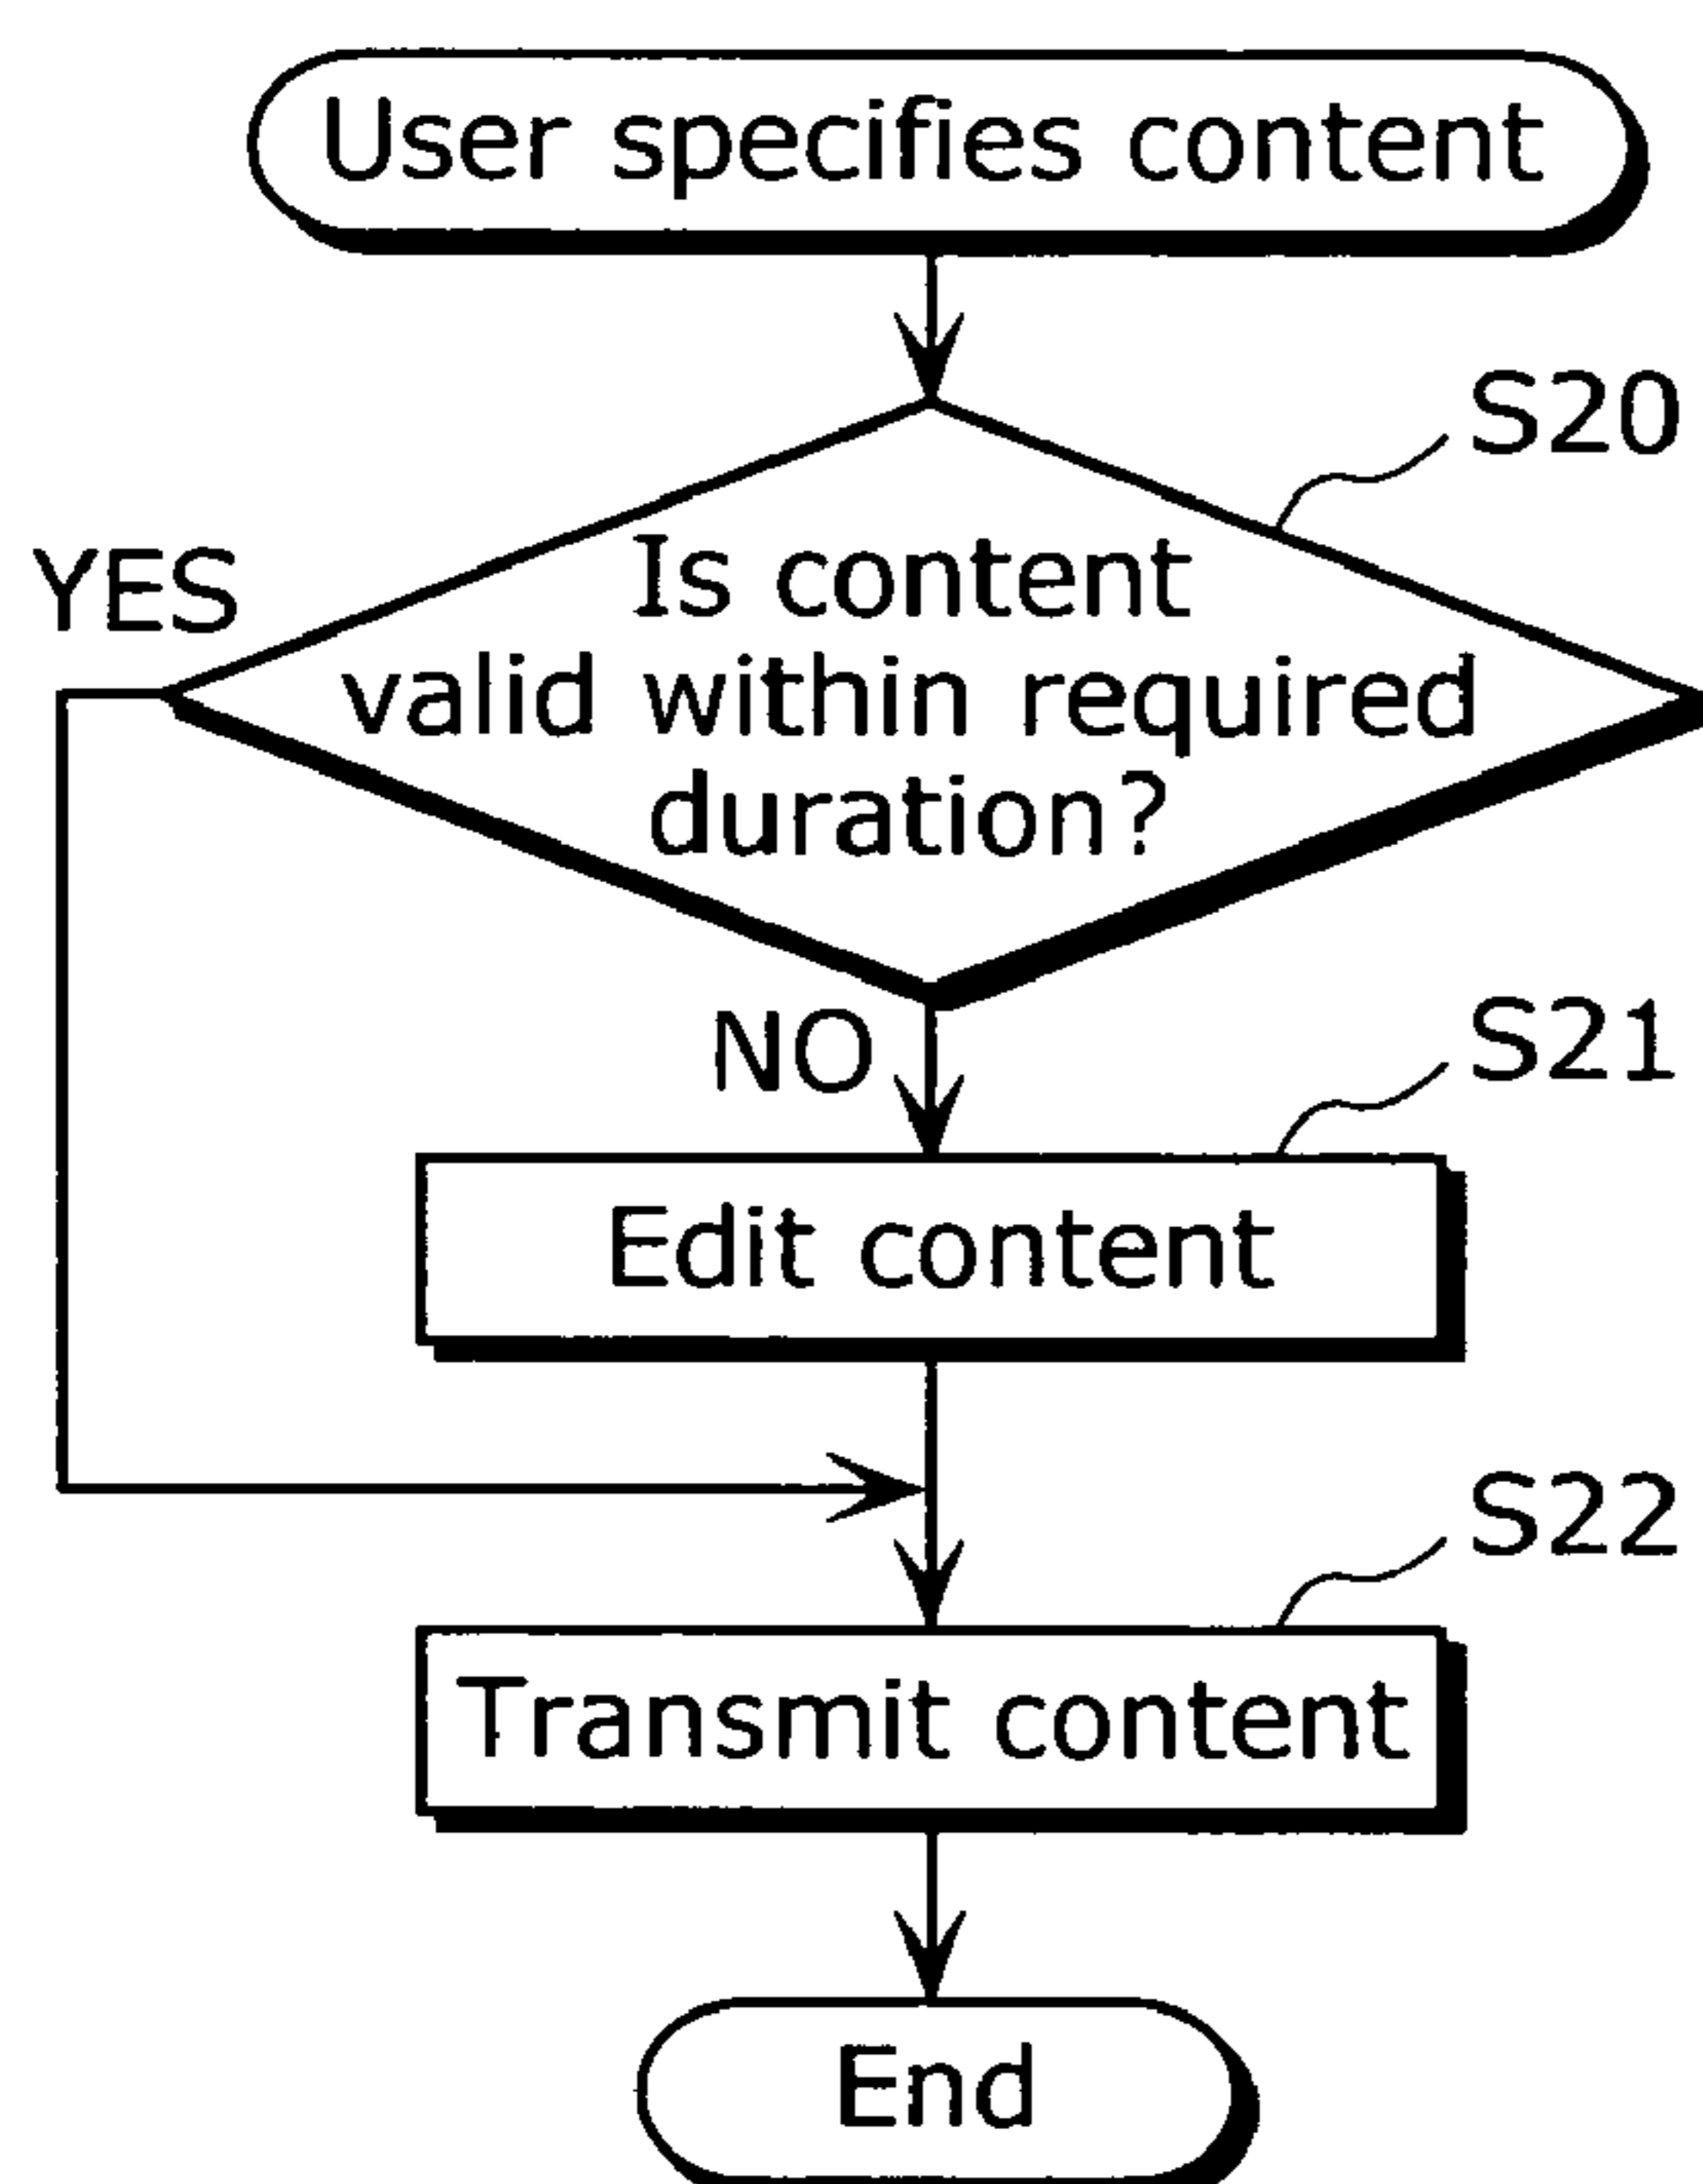 User specifies content
S20
YES
Is content
valid within required
duration?
NO
S21
Edit content
S22
Transmit content
End